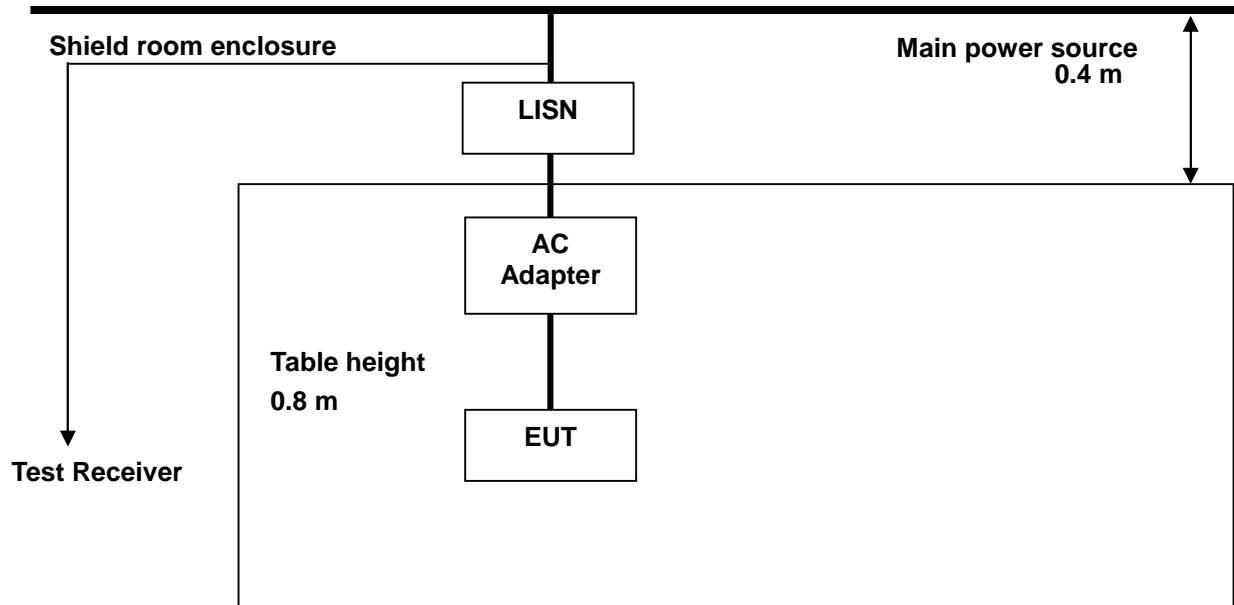 Shield room enclosure
Main power source
0.4 m
LISN
AC
Adapter
Table height
0.8 m
EUT
Test Receiver